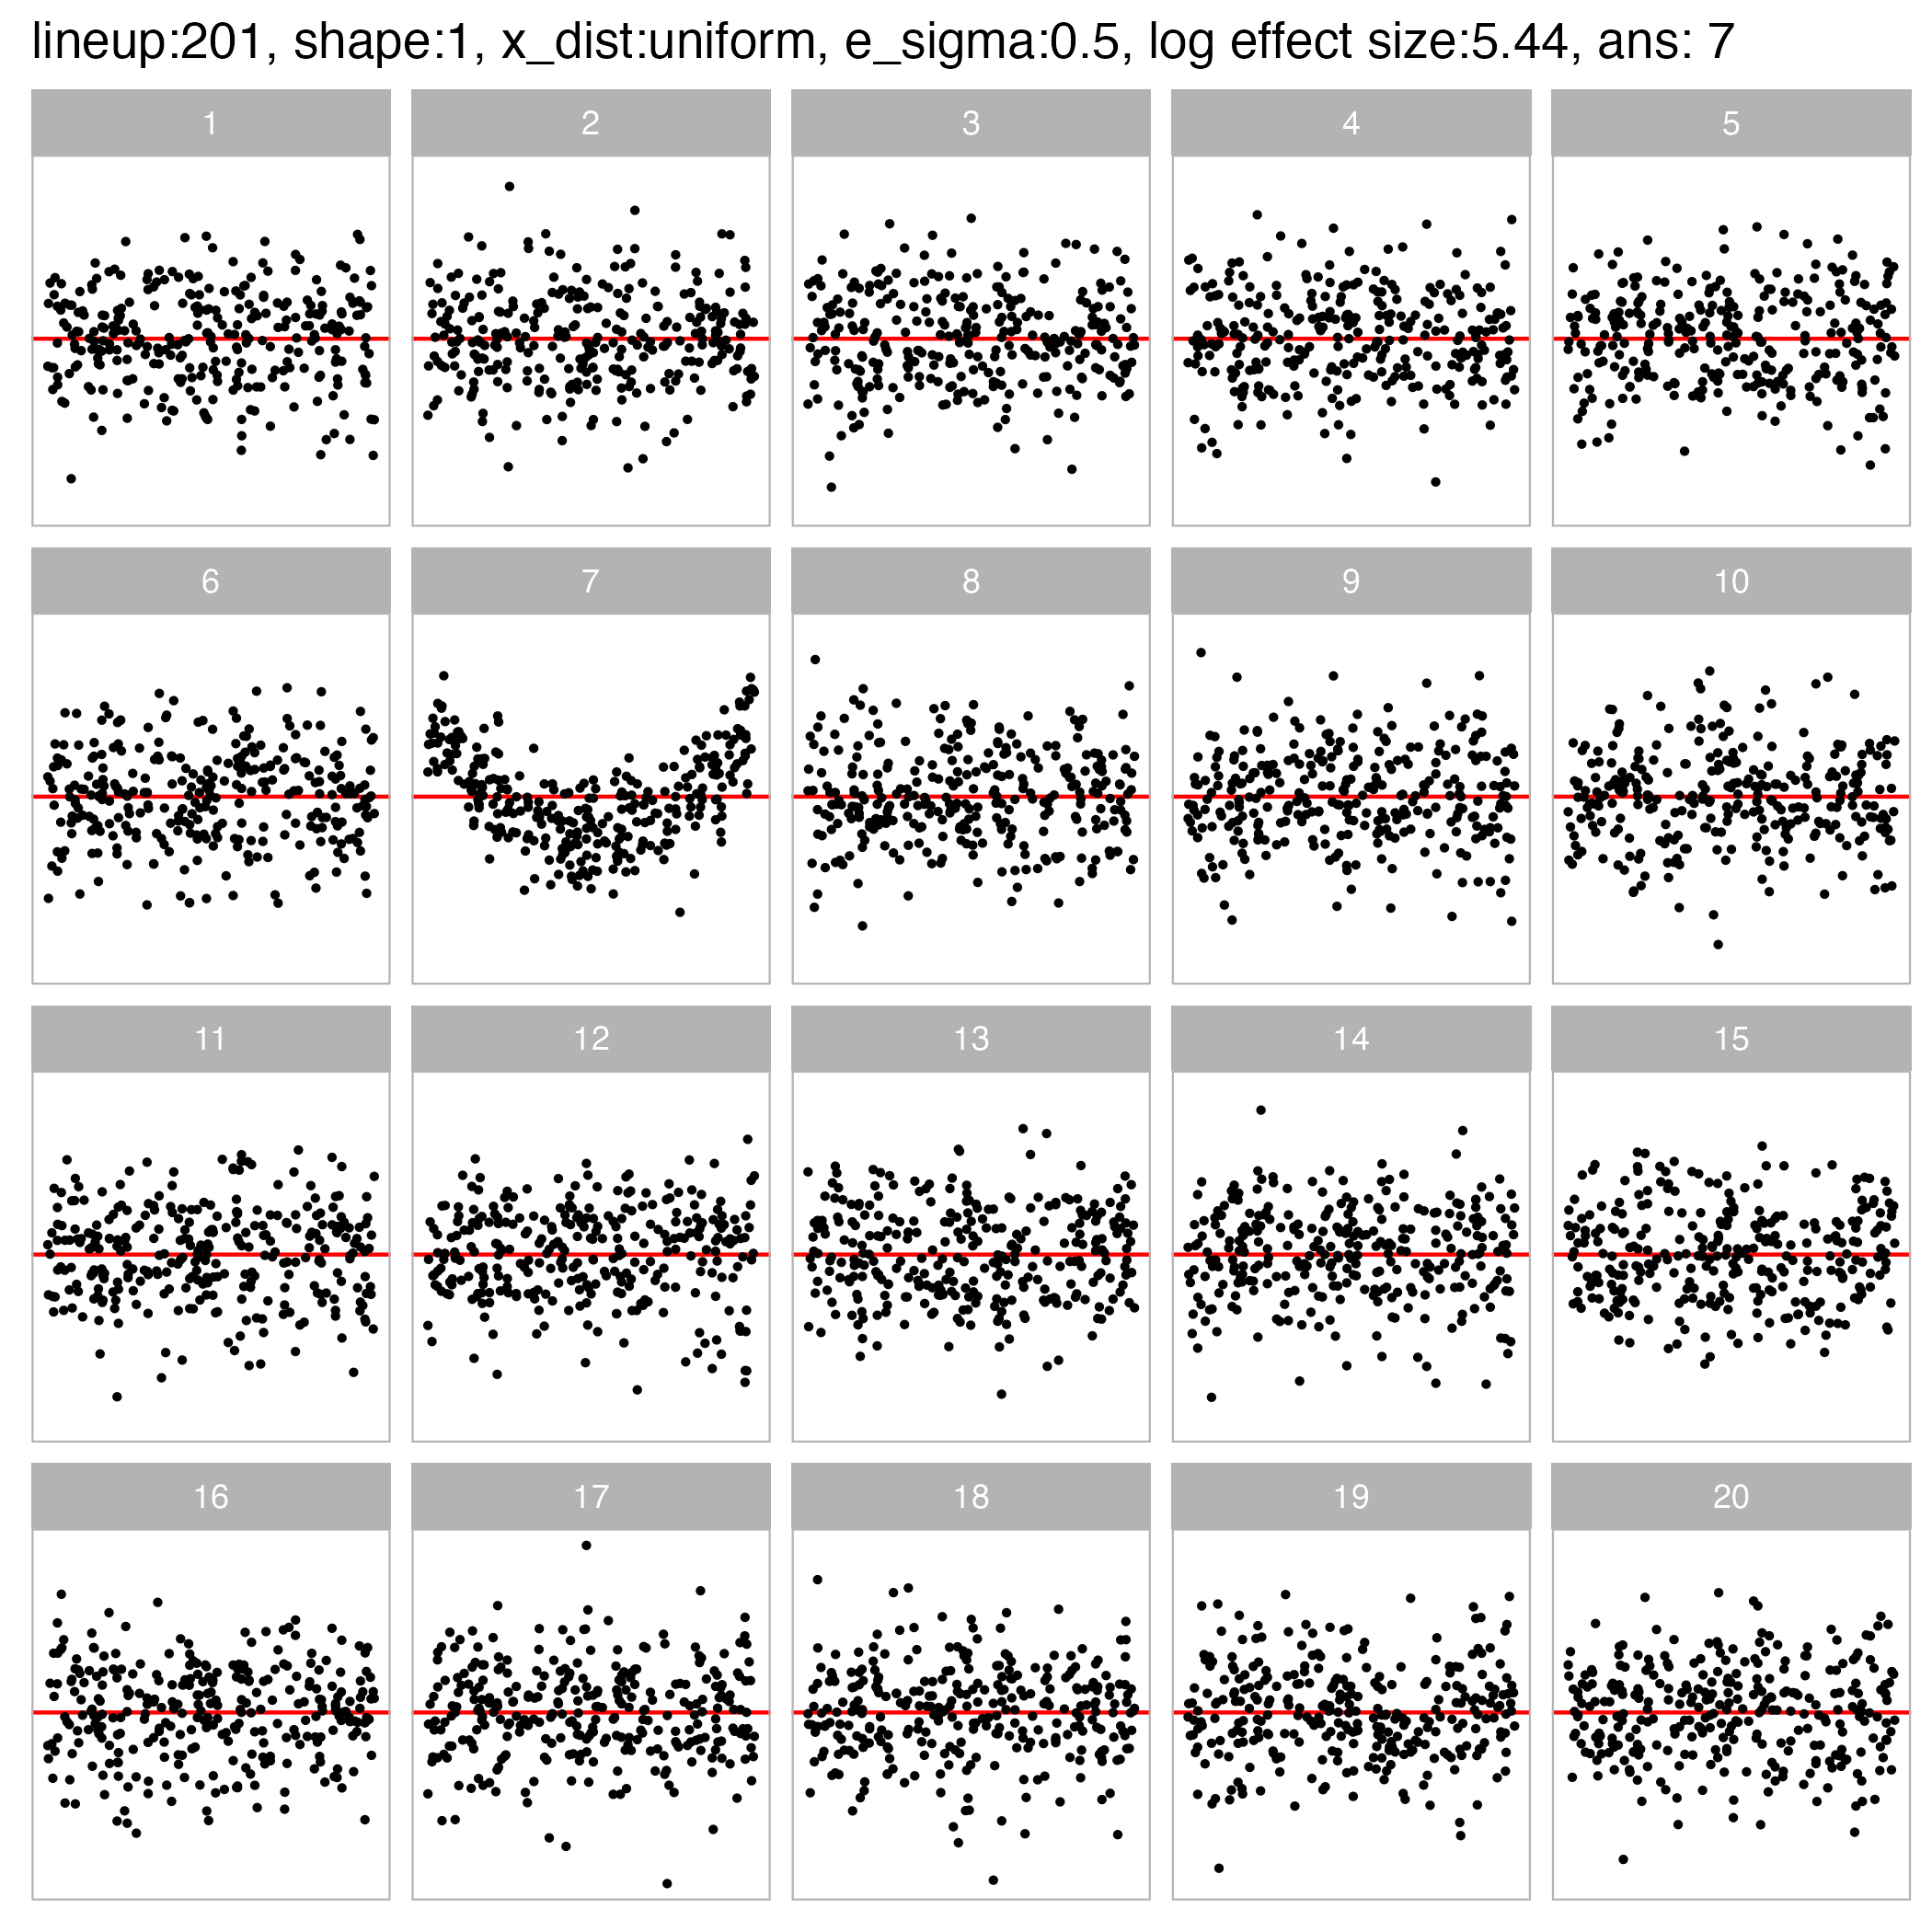 lineup:201, shape:1, x_dist:uniform, e_sigma:0.5, log effect size:5.44, ans: 7
1 2 3 4 5
6 7 8 9 10
11 12 13 14 15
16 17 18 19 20